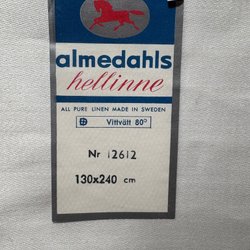 almedahls
hellinne
ALL PURE LINEN MADE IN SWEDEN
Vittvätt 80°
Nr 12612
130x240 cm